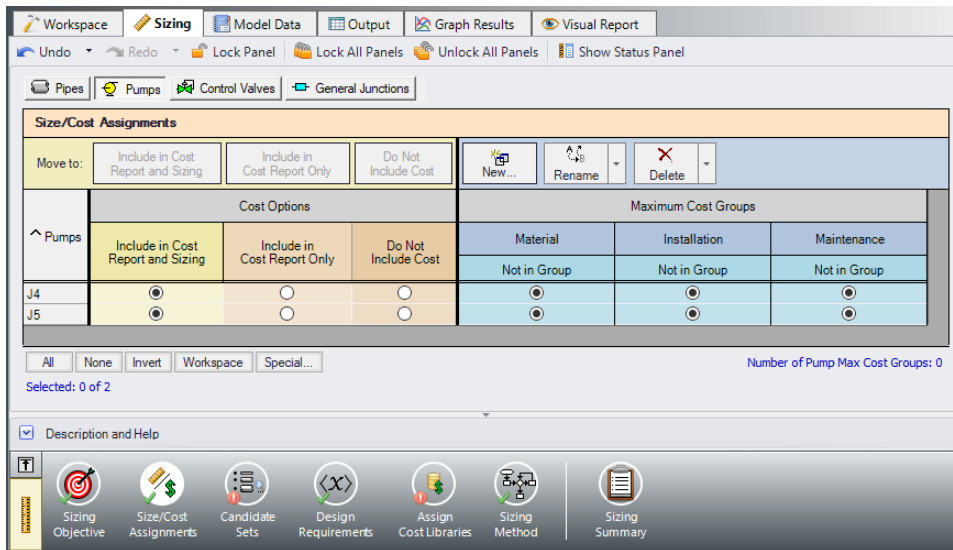 Workspace Sizing Model Data Output Graph Results Visual Report
Undo Redo Lock Panel Lock All Panels Unlock All Panels Show Status Panel
Pipes Pumps Control Valves General Junctions
Size/Cost Assignments
Move to:
Include in Cost
Report and Sizing
Include in
Cost Report Only
Do Not
Include Cost
New...
Rename
Delete
Cost Options
Maximum Cost Groups
^ Pumps
Include in Cost
Report and Sizing
Include in
Cost Report Only
Do Not
Include Cost
Material Installation Maintenance
Not in Group Not in Group Not in Group
J4
J5
All None Invert Workspace Special...
Number of Pump Max Cost Groups: 0
Selected: 0 of 2
Description and Help
Sizing
Objective
Size/Cost
Assignments
Candidate
Sets
Design
Requirements
Assign
Cost Libraries
Sizing
Method
Sizing
Summary